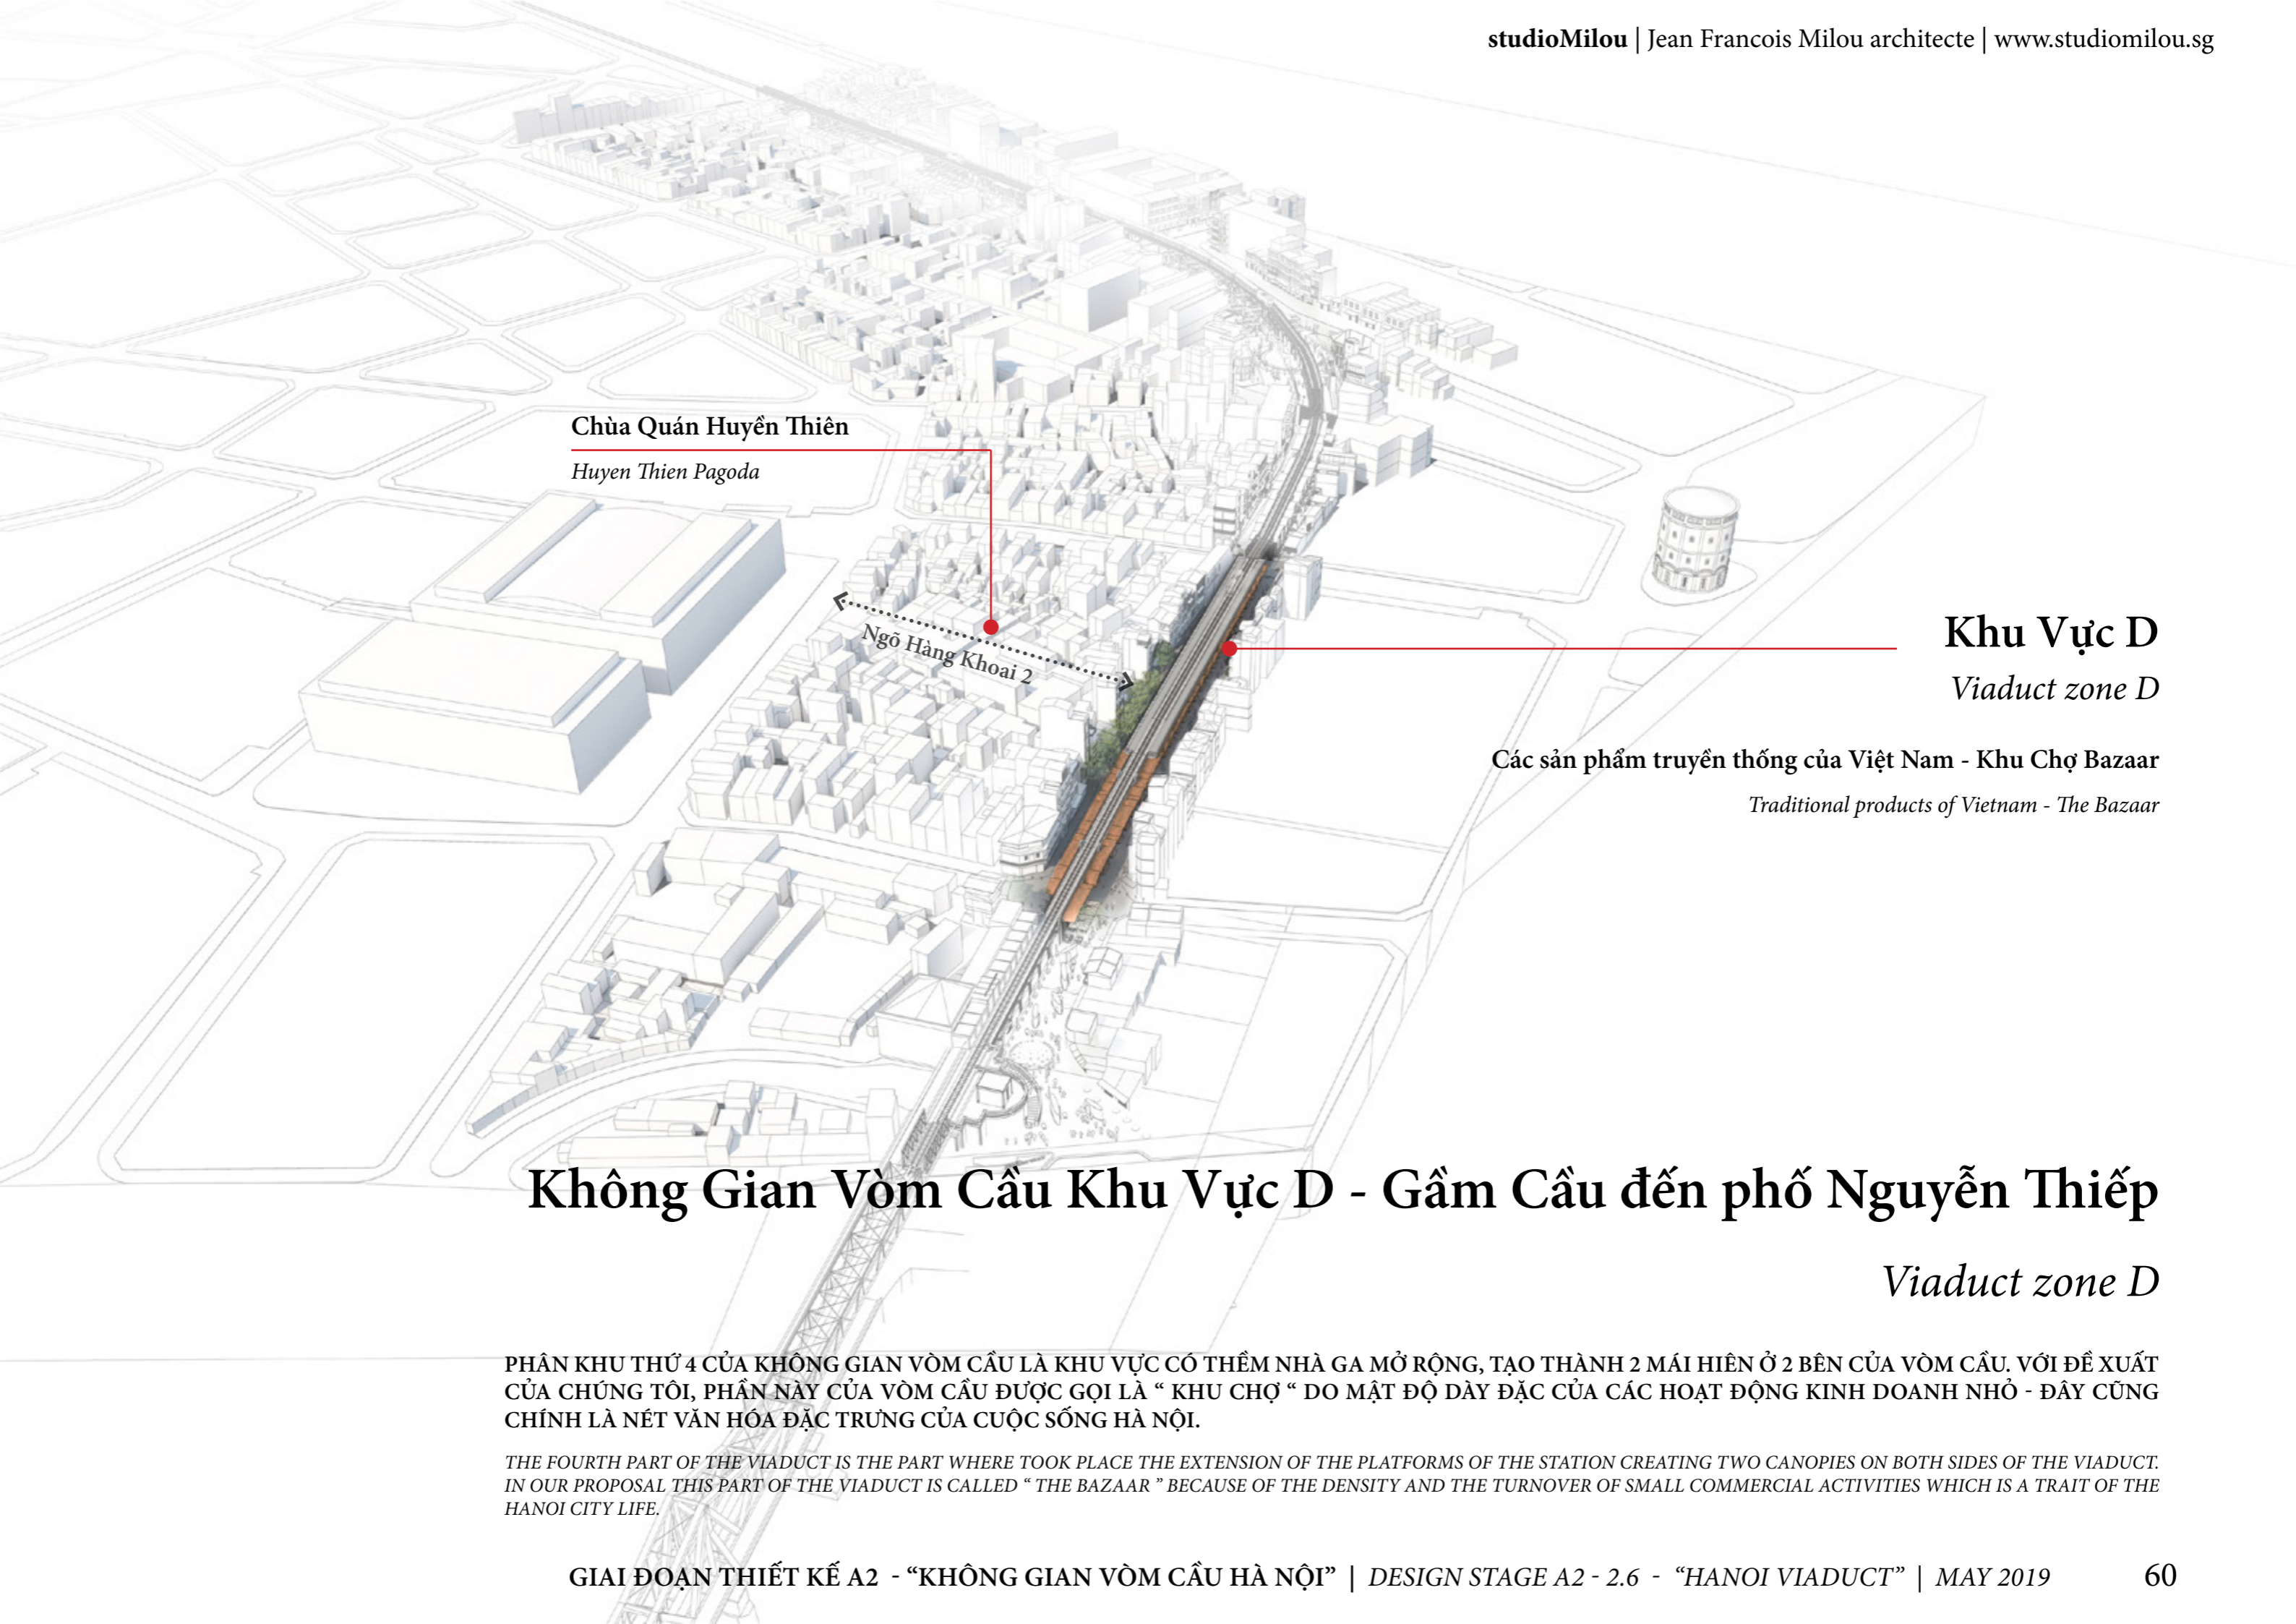 studioMilou | Jean Francois Milou architecte | www.studiomilou.sg
Chùa Quán Huyền Thiên
Huyen Thien Pagoda
Ngõ Hàng Khoai 2
Khu Vực D
Viaduct zone D
Các sản phẩm truyền thống của Việt Nam - Khu Chợ Bazaar
Traditional products of Vietnam - The Bazaar
Không Gian Vòm Cầu Khu Vực D - Gầm Cầu đến phố Nguyễn Thiếp
Viaduct zone D
PHÂN KHU THỨ 4 CỦA KHÔNG GIAN VÒM CẦU LÀ KHU VỰC CÓ THỀM NHÀ GA MỞ RỘNG, TẠO THÀNH 2 MÁI HIÊN Ở 2 BÊN CỦA VÒM CẦU. VỚI ĐỀ XUẤT
CỦA CHÚNG TÔI, PHẦN NÀY CỦA VÒM CẦU ĐƯỢC GỌI LÀ “ KHU CHỢ “ DO MẬT ĐỘ DÀY ĐẶC CỦA CÁC HOẠT ĐỘNG KINH DOANH NHỎ - ĐÂY CŨNG
CHÍNH LÀ NÉT VĂN HÓA ĐẶC TRƯNG CỦA CUỘC SỐNG HÀ NỘI.
THE FOURTH PART OF THE VIADUCT IS THE PART WHERE TOOK PLACE THE EXTENSION OF THE PLATFORMS OF THE STATION CREATING TWO CANOPIES ON BOTH SIDES OF THE VIADUCT.
IN OUR PROPOSAL THIS PART OF THE VIADUCT IS CALLED “ THE BAZAAR ” BECAUSE OF THE DENSITY AND THE TURNOVER OF SMALL COMMERCIAL ACTIVITIES WHICH IS A TRAIT OF THE
HANOI CITY LIFE.
GIAI ĐOẠN THIẾT KẾ A2 - “KHÔNG GIAN VÒM CẦU HÀ NỘI” | DESIGN STAGE A2 - 2.6 - “HANOI VIADUCT” | MAY 2019 60